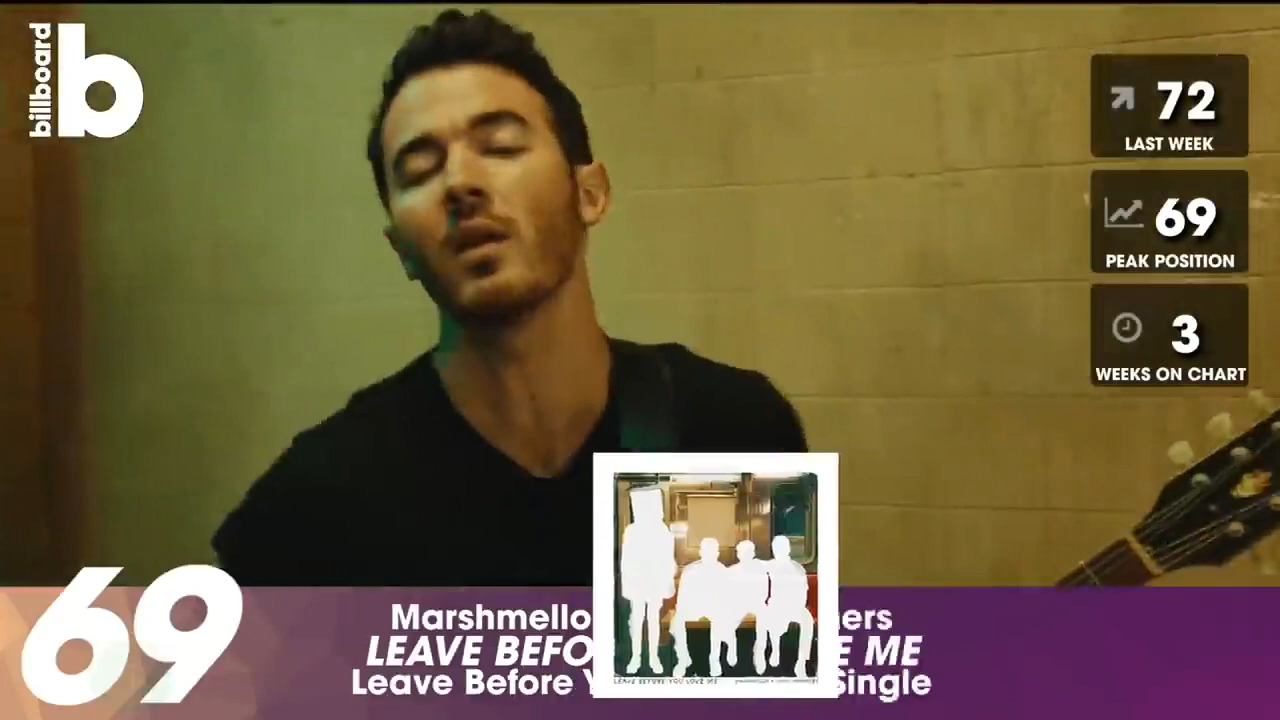 billboard
b
72
LAST WEEK
69
PEAK POSITION
3
WEEKS ON CHART
69
Marshmello ers
LEAVE BEFO E ME
Leave Before Single
LEAVE BEFORE YOU LOVE ME